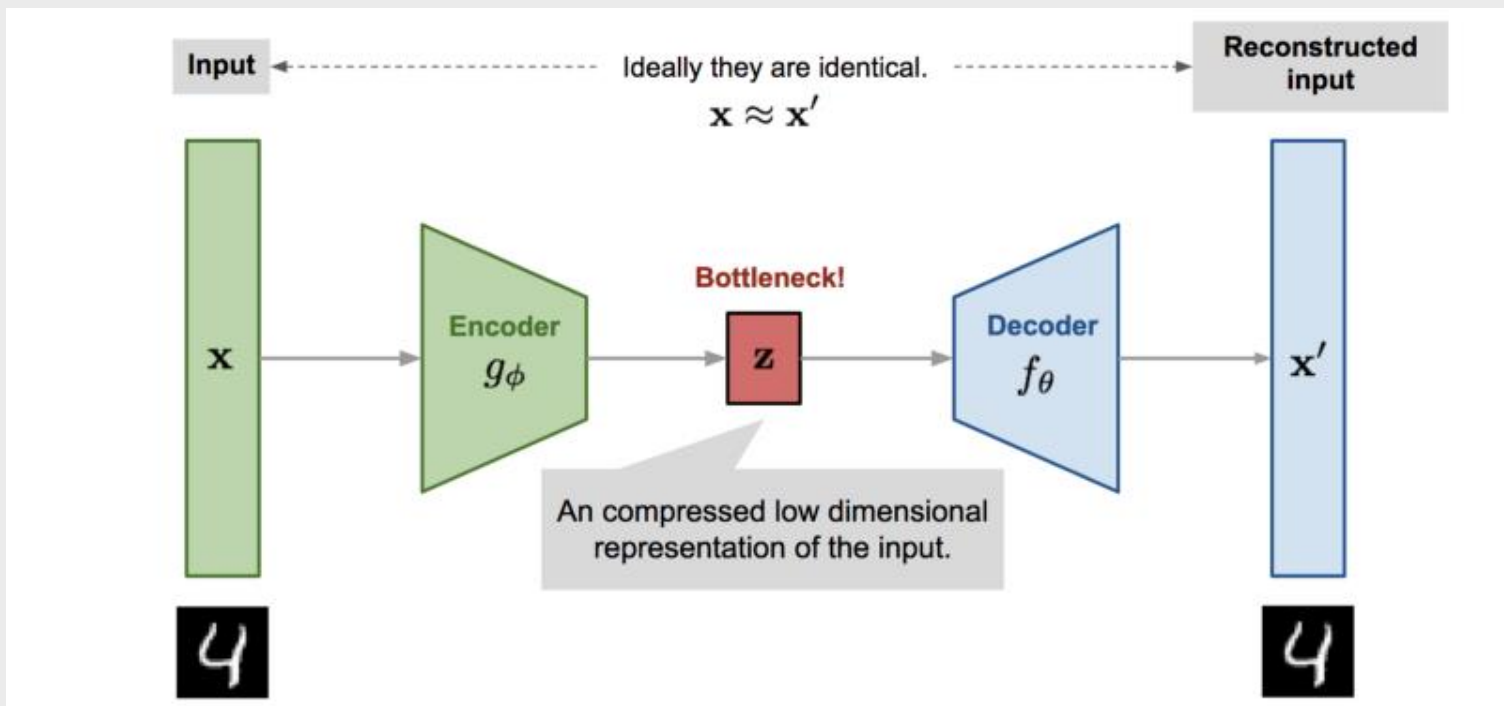 Input
Ideally they are identical.
x ≈ x′
Reconstructed
input
Bottleneck!
x
Encoder
gϕ
z
Decoder
fθ
x′
An compressed low dimensional
representation of the input.
4
4